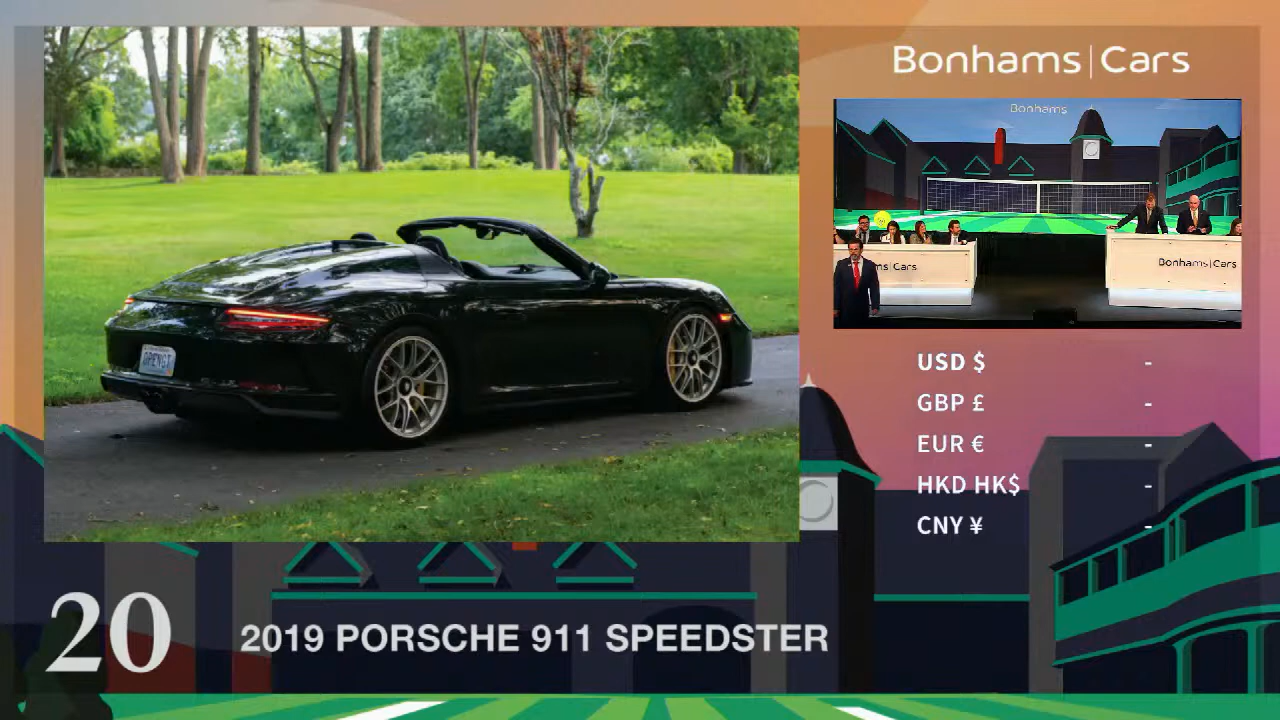 Bonhams|Cars
Bonhams
Bonhams|Cars
USD $ -
GBP £ -
EUR € -
HKD HK$ -
CNY ¥ -
20
2019 PORSCHE 911 SPEEDSTER